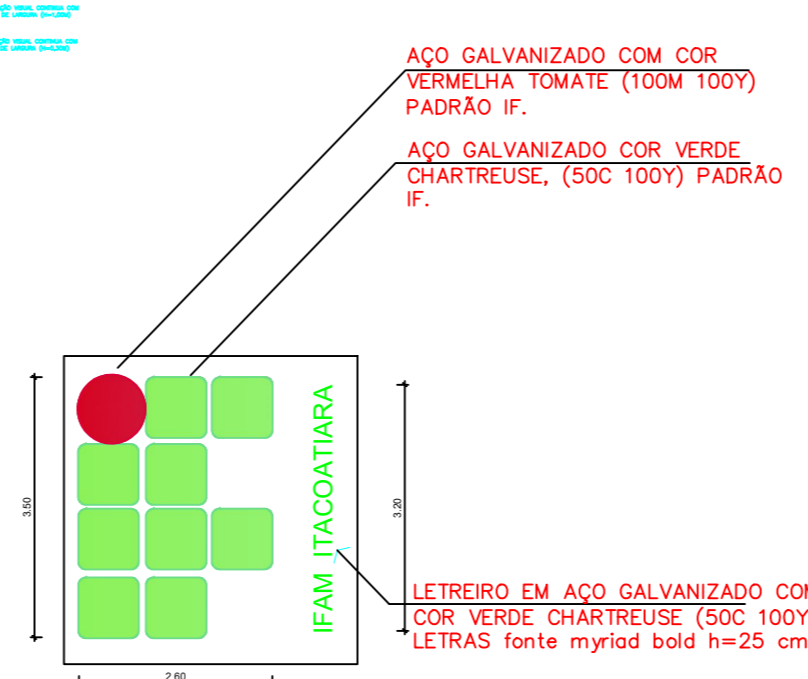 AÇO GALVANIZADO COM COR
VERMELHA TOMATE (100M 100Y)
PADRÃO IF.
AÇO GALVANIZADO COR VERDE
CHARTREUSE, (50C 100Y) PADRÃO
IF.
3.50
IFAM ITACOATIARA
3.20
LETREIRO EM AÇO GALVANIZADO COM
COR VERDE CHARTREUSE (50C 100Y
LETRAS fonte myriad bold h=25 cm
2.60